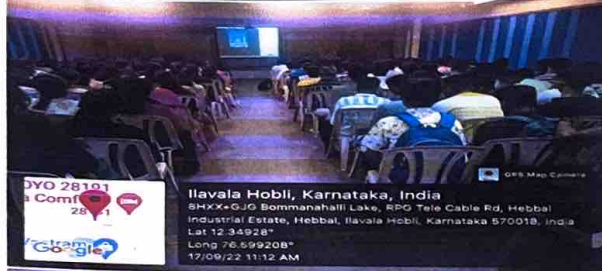 GPS Map Camera
OYO 28191
a Comf
28191
Google
Ilavala Hobli, Karnataka, India
8HXX+GJG Bommanahalli Lake, RPG Tele Cable Rd, Hebbal
Industrial Estate, Hebbal, Ilavala Hobli, Karnataka 570018, India
Lat 12.34928°
Long 76.599208°
17/09/22 11:12 AM